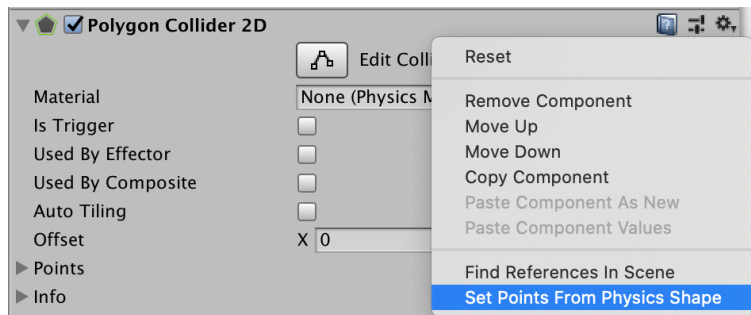 Polygon Collider 2D
Edit Colli
Reset
Material
None (Physics M
Remove Component
Is Trigger
Move Up
Used By Effector
Move Down
Used By Composite
Copy Component
Auto Tiling
Paste Component As New
Offset
X 0
Paste Component Values
Points
Find References In Scene
Info
Set Points From Physics Shape